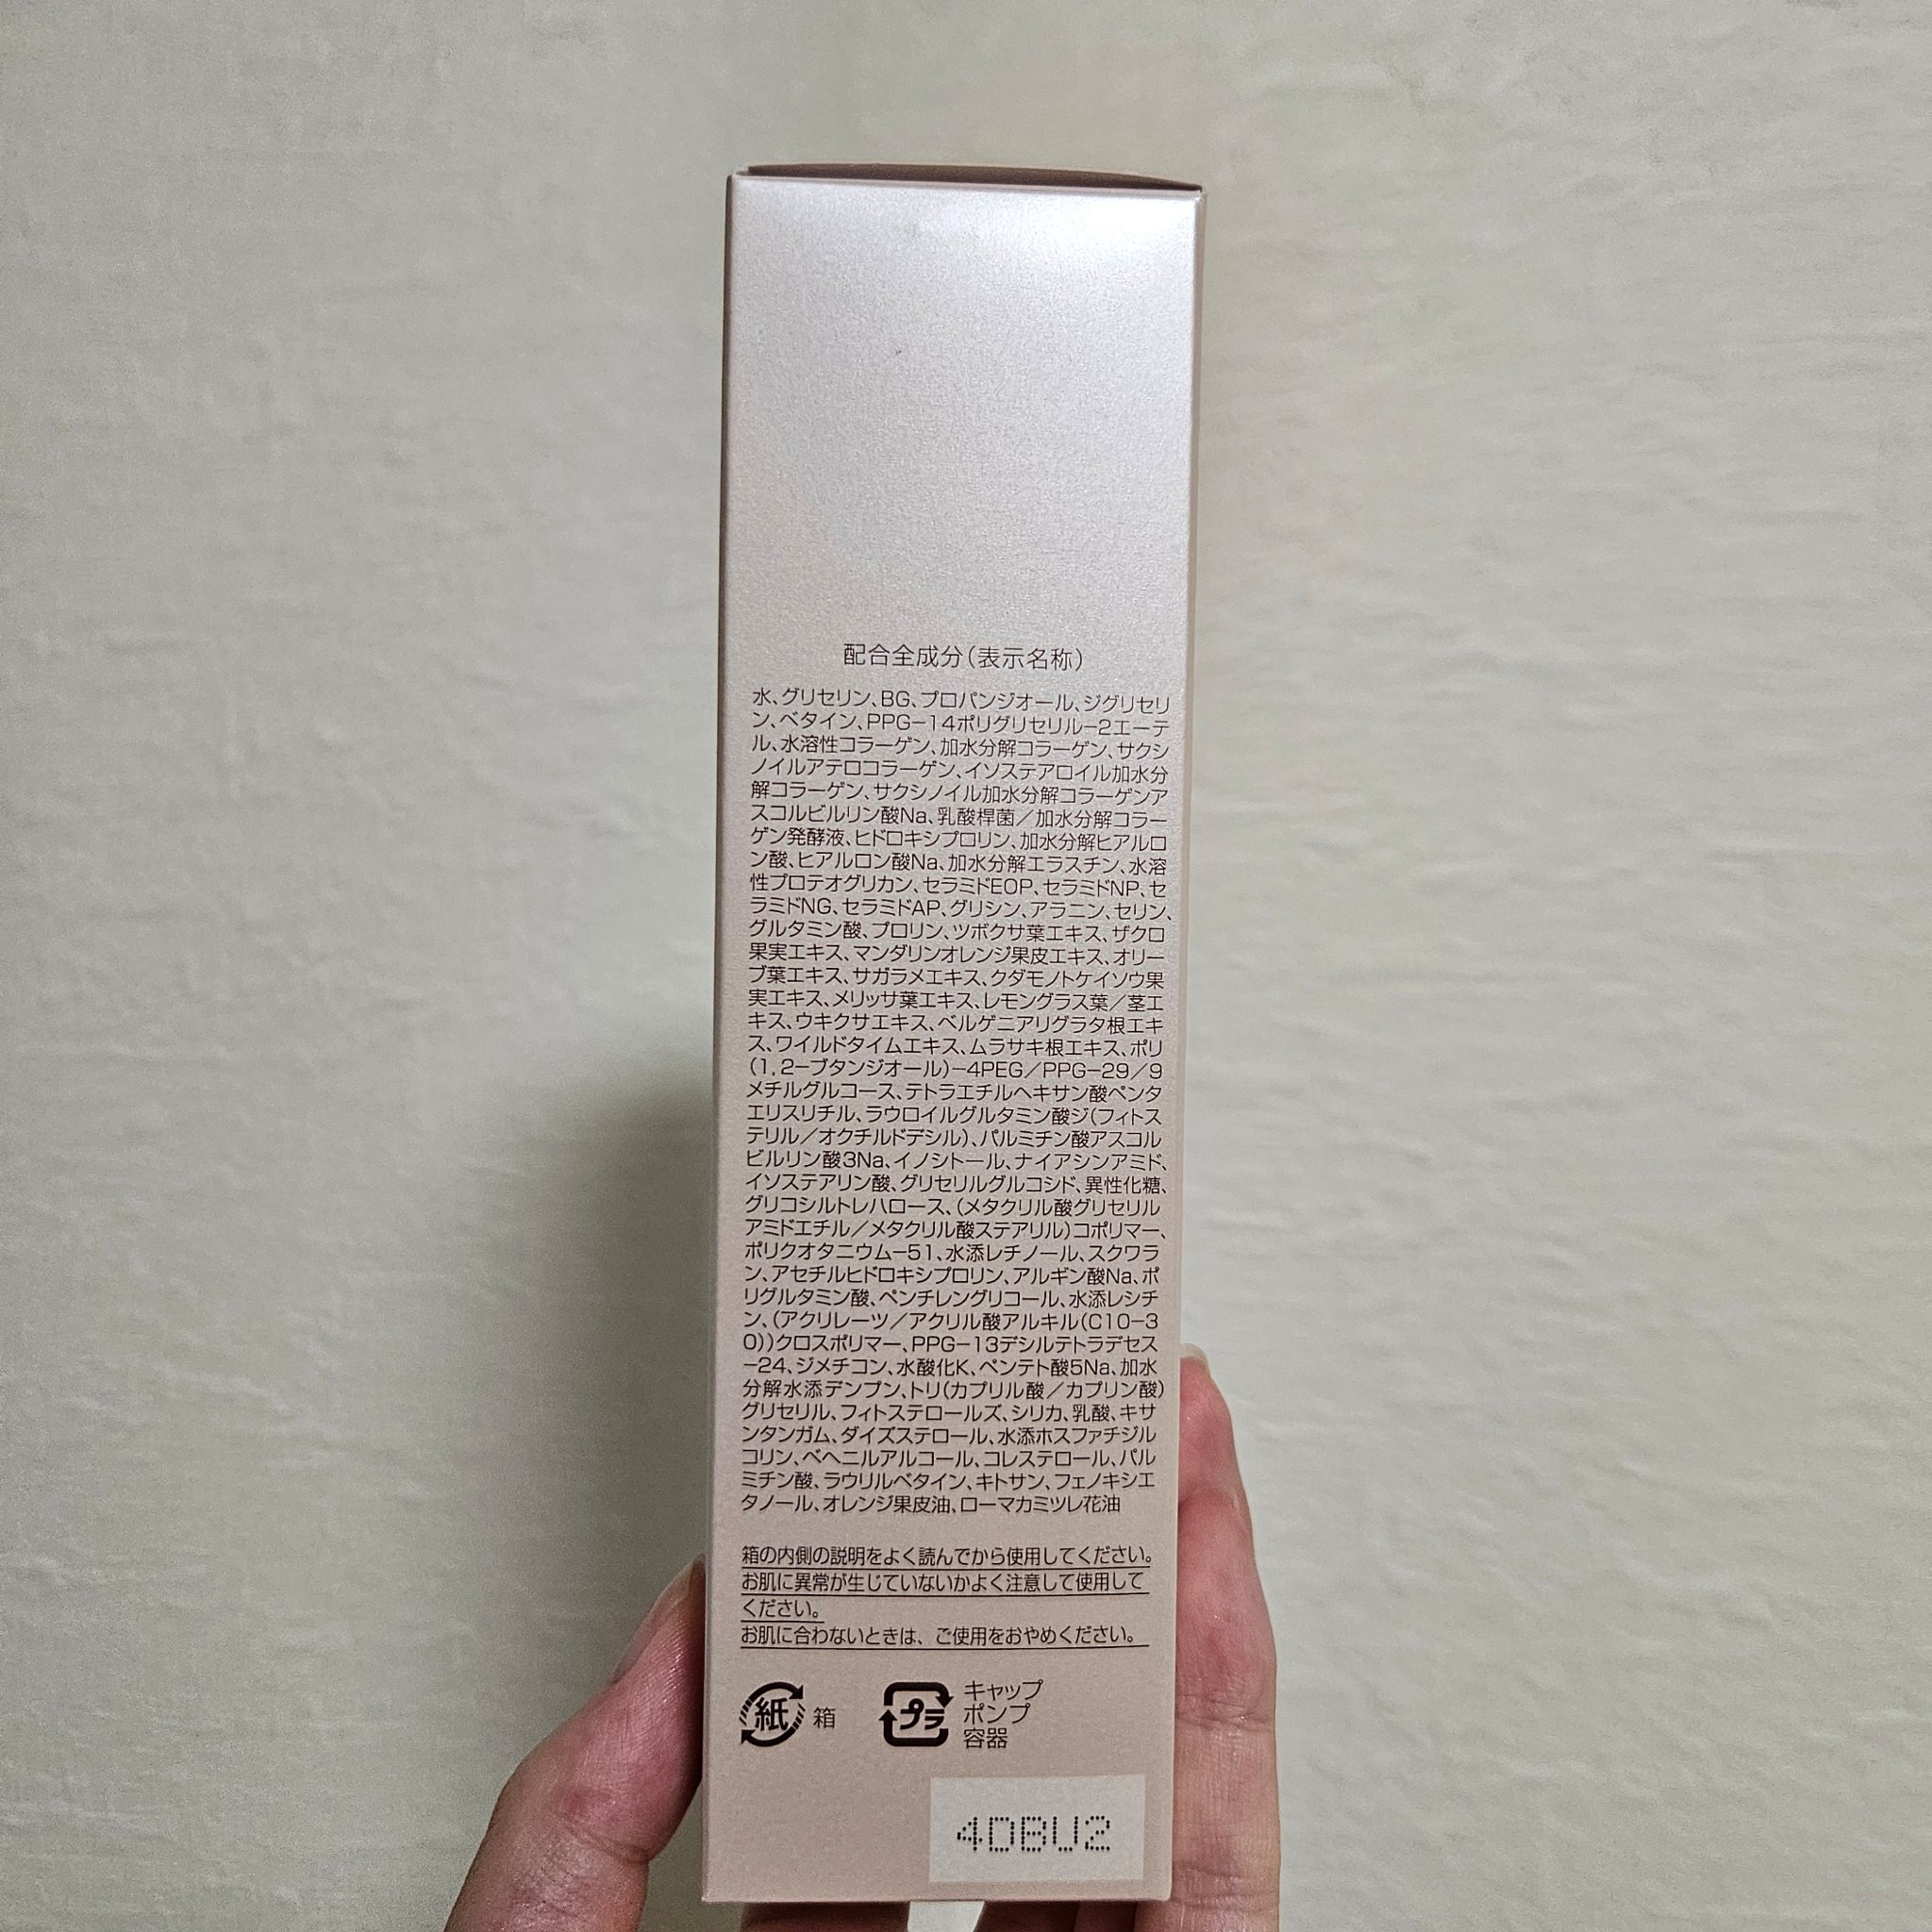 配合全成分(表示名称)
水、グリセリン、BG、プロパンジオール、ジグリセリ
ン、ベタイン、PPG−14ポリグリセリル−2エーテ
ル、水溶性コラーゲン、加水分解コラーゲン、サクシ
ノイルアテロコラーゲン、イソステアロイル加水分
解コラーゲン、サクシノイル加水分解コラーゲンア
スコルビルリン酸Na、乳酸桿菌/加水分解コラー
ゲン発酵液、ヒドロキシプロリン、加水分解ヒアルロ
ン酸、ヒアルロン酸Na、加水分解エラスチン、水溶
性プロテオグリカン、セラミドEOP、セラミドNP、セ
ラミドNG、セラミドAP、グリシン、アラニン、セリン、
グルタミン酸、プロリン、ツボクサ葉エキス、ザクロ
果実エキス、マンダリンオレンジ果皮エキス、オリー
ブ葉エキス、サガラメエキス、クダモノトケイソウ果
実エキス、メリッサ葉エキス、レモングラス葉/茎エ
キス、ウキクサエキス、ベルゲニアリグラタ根エキ
ス、ワイルドタイムエキス、ムラサキ根エキス、ポリ
(1,2−ブタンジオール)−4PEG/PPG−29/9
メチルグルコース、テトラエチルヘキサン酸ペンタ
エリスリチル、ラウロイルグルタミン酸ジ(フィトス
テリル/オクチルドデシル)、パルミチン酸アスコル
ビルリン酸3Na、イノシトール、ナイアシンアミド、
イソステアリン酸、グリセリルグルコシド、異性化糖、
グリコシルトレハロース、(メタクリル酸グリセリル
アミドエチル/メタクリル酸ステアリル)コポリマー、
ポリクオタニウム−51、水添レチノール、スクワラ
ン、アセチルヒドロキシプロリン、アルギン酸Na、ポ
リグルタミン酸、ペンチレングリコール、水添レシチ
ン、(アクリレーツ/アクリル酸アルキル(C10−3
0))クロスポリマー、PPG−13デシルテトラデセス
−24、ジメチコン、水酸化K、ペンテト酸5Na、加水
分解水添デンプン、トリ(カプリル酸/カプリン酸)
グリセリル、フィトステロールズ、シリカ、乳酸、キサ
ンタンガム、ダイズステロール、水添ホスファチジル
コリン、ベヘニルアルコール、コレステロール、パル
ミチン酸、ラウリルベタイン、キトサン、フェノキシエ
タノール、オレンジ果皮油、ローマカミツレ花油
箱の内側の説明をよく読んでから使用してください。
お肌に異常が生じていないかよく注意して使用して
ください。
お肌に合わないときは、ご使用をおやめください。
紙 箱
プラ キャップ
ポンプ
容器
4DBU2